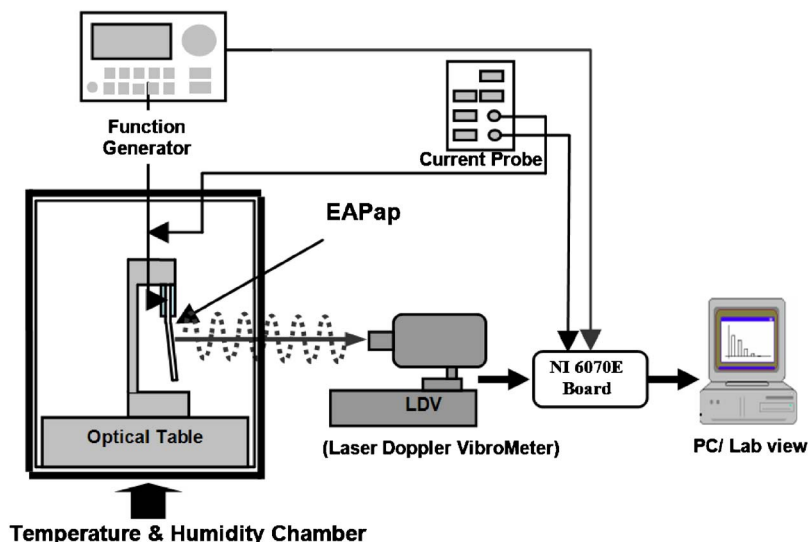 Function
Generator
Current Probe
EAPap
NI 6070E
Board
LDV
Optical Table
(Laser Doppler VibroMeter)
PC/ Lab view
Temperature & Humidity Chamber